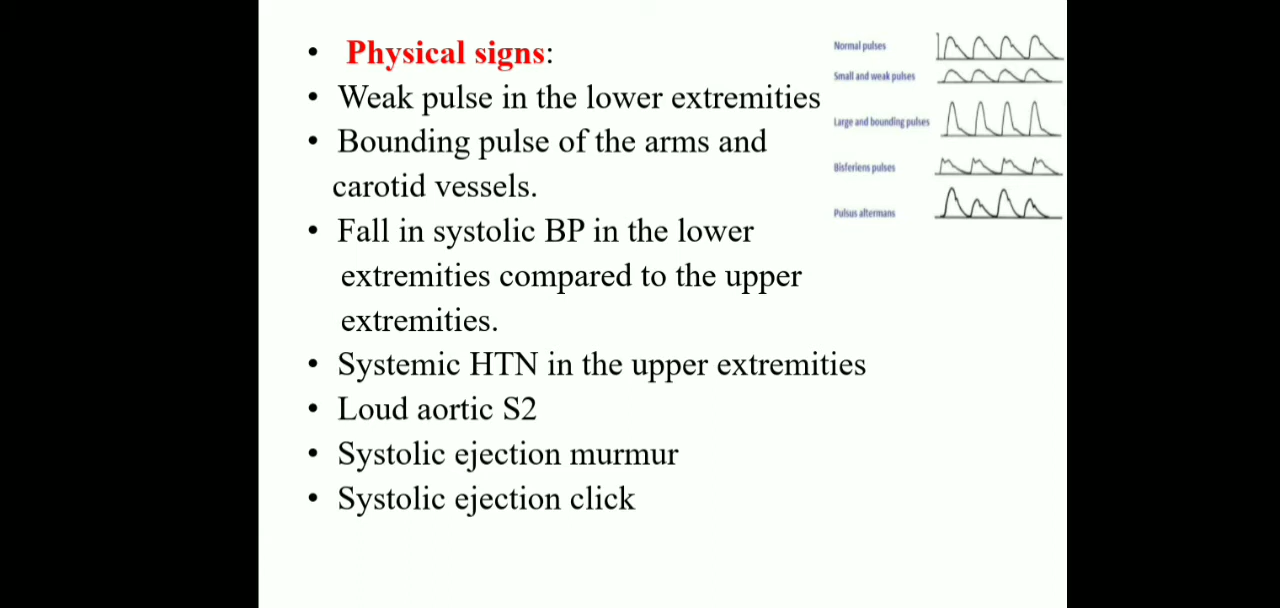 • Physical signs:
• Weak pulse in the lower extremities
• Bounding pulse of the arms and
carotid vessels.
• Fall in systolic BP in the lower
extremities compared to the upper
extremities.
• Systemic HTN in the upper extremities
• Loud aortic S2
• Systolic ejection murmur
• Systolic ejection click
Normal pulses
Small and weak pulses
Large and bounding pulses
Bisferiens pulses
Pulsus altermans